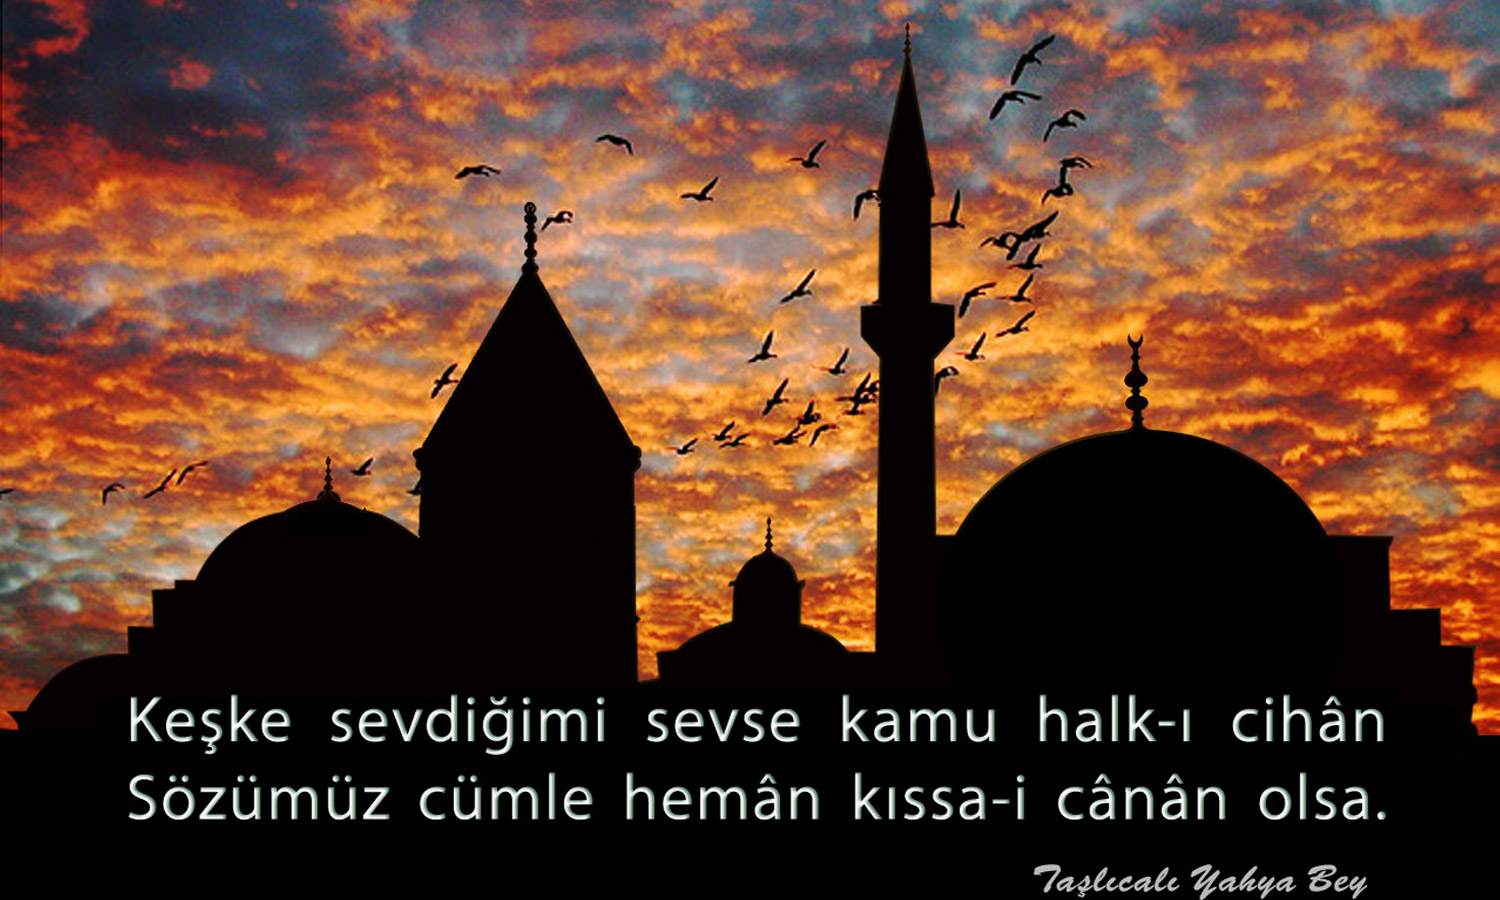 Keşke sevdiğimi sevse kamu halk-ı cihân
Sözümüz cümle hemân kıssa-i cânân olsa.
Taşlıcalı Yahya Bey